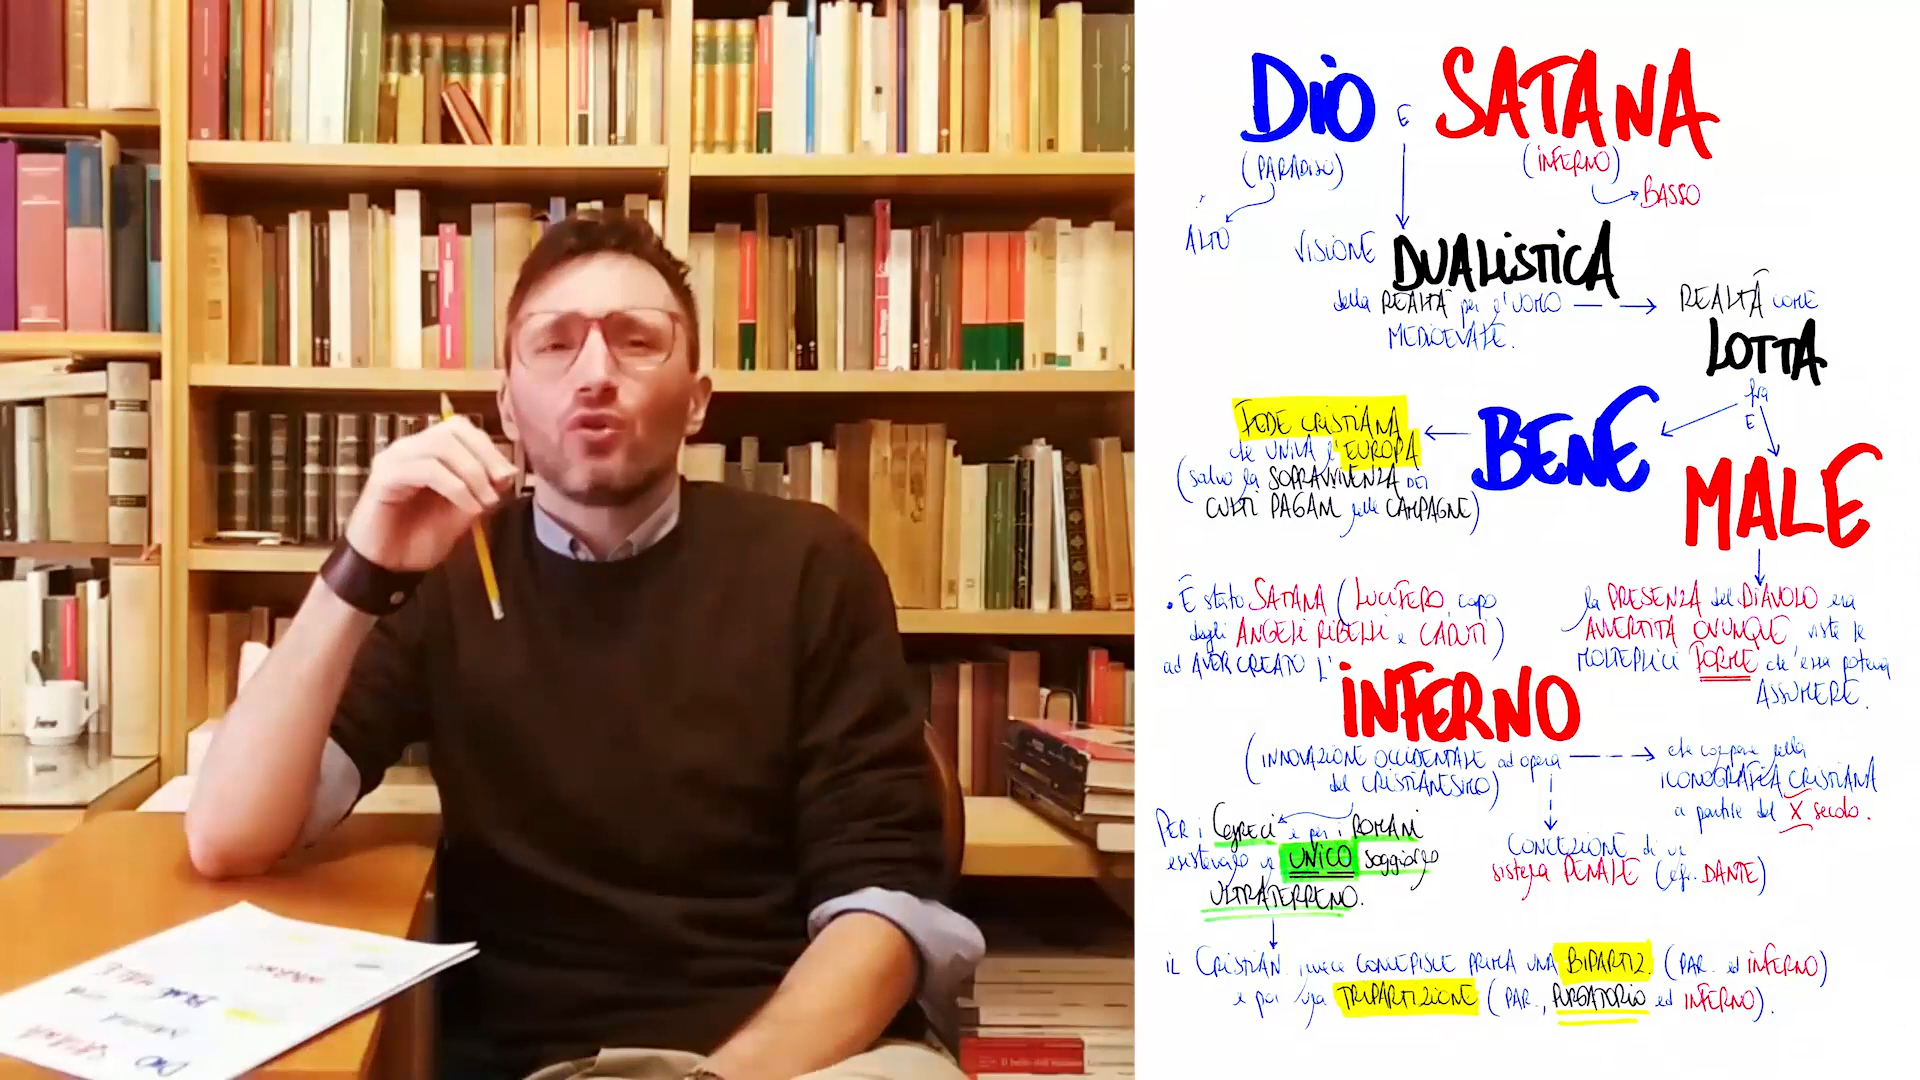 DIO E SATANA
(PARADISO) (INFERNO)
BASSO
ALTO
VISIONE DUALISTICA
della REALTÀ per l'UOMO
MEDIOEVALE.
REALTÀ come
LOTTA
fra
E
BENE
MALE
FEDE CRISTIANA
che UNIVA l'EUROPA
(salvo la SOPRAVVIVENZA dei
CULTI PAGANI nelle CAMPAGNE)
• È stato SATANA (LUCIFERO, capo
degli ANGELI RIBELLI e CADUTI)
ad AVER CREATO L'
INFERNO
la PRESENZA del DIAVOLO era
AVVERTITA OVUNQUE viste le
MOLTEPLICI FORME ch'essa poteva
ASSUMERE.
(INNOVAZIONE OCCIDENTALE ad opera
del CRISTIANESIMO)
che compare nella
ICONOGRAFIA CRISTIANA
a partire dal X secolo.
PER i Greci e per i ROMANI
esistevano un UNICO soggiorno
ULTRATERRENO.
CONCEZIONE di un
sistema PENALE (cfr. DANTE)
il CRISTIAN. invece CONCEPISCE PRIMA UNA BIPARTIZ. (PAR. ed INFERNO)
e poi una TRIPARTIZIONE (PAR., PURGATORIO ed INFERNO).